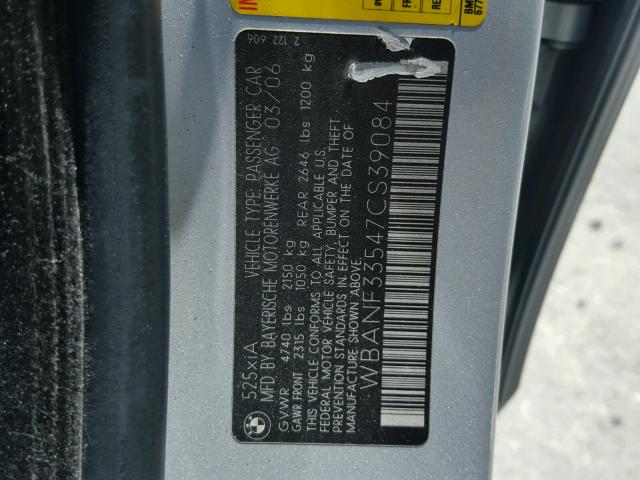 525xiA VEHICLE TYPE: PASSENGER CAR 2 122 606
MFD BY BAYERISCHE MOTORENWERKE AG 03/06
GVWR 4740 lbs 2150 kg
GAWR FRONT 2315 lbs 1050 kg REAR 2646 lbs 1200 kg
THIS VEHICLE CONFORMS TO ALL APPLICABLE U.S.
FEDERAL MOTOR VEHICLE SAFETY, BUMPER AND THEFT
PREVENTION STANDARDS IN EFFECT ON THE DATE OF
MANUFACTURE SHOWN ABOVE.
WBANF33547CS39084